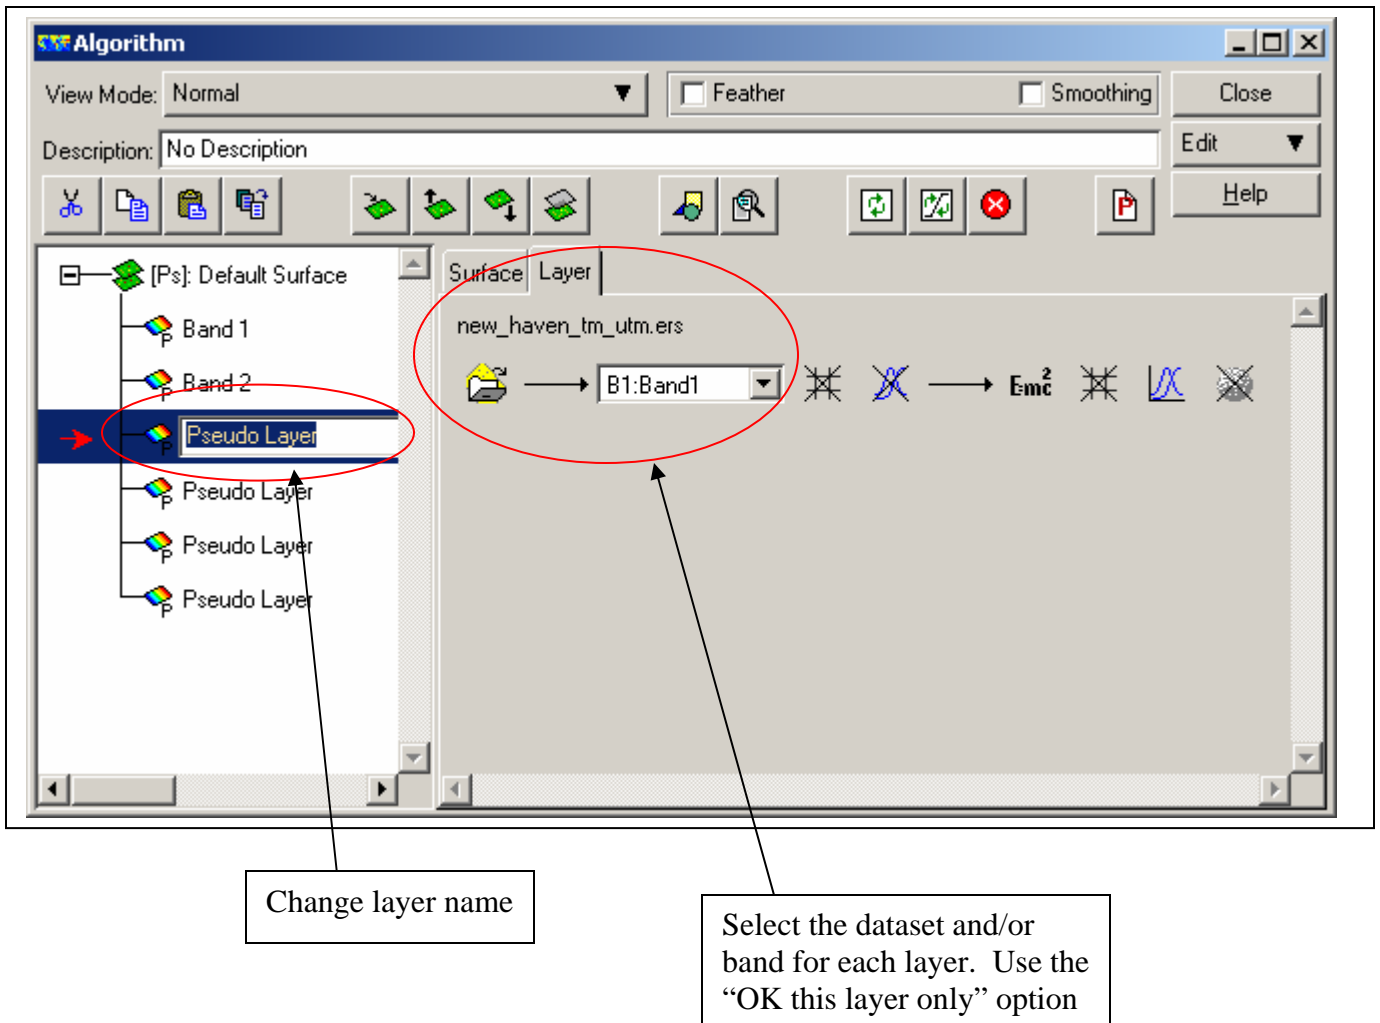 Algorithm
View Mode: Normal
Feather
Smoothing
Close
Description: No Description
Edit
Help
[Ps]: Default Surface
Band 1
Band 2
Pseudo Layer
Pseudo Layer
Pseudo Layer
Pseudo Layer
Surface
Layer
new_haven_tm_utm.ers
B1:Band1
Emc²
Change layer name
Select the dataset and/or
band for each layer. Use the
“OK this layer only” option